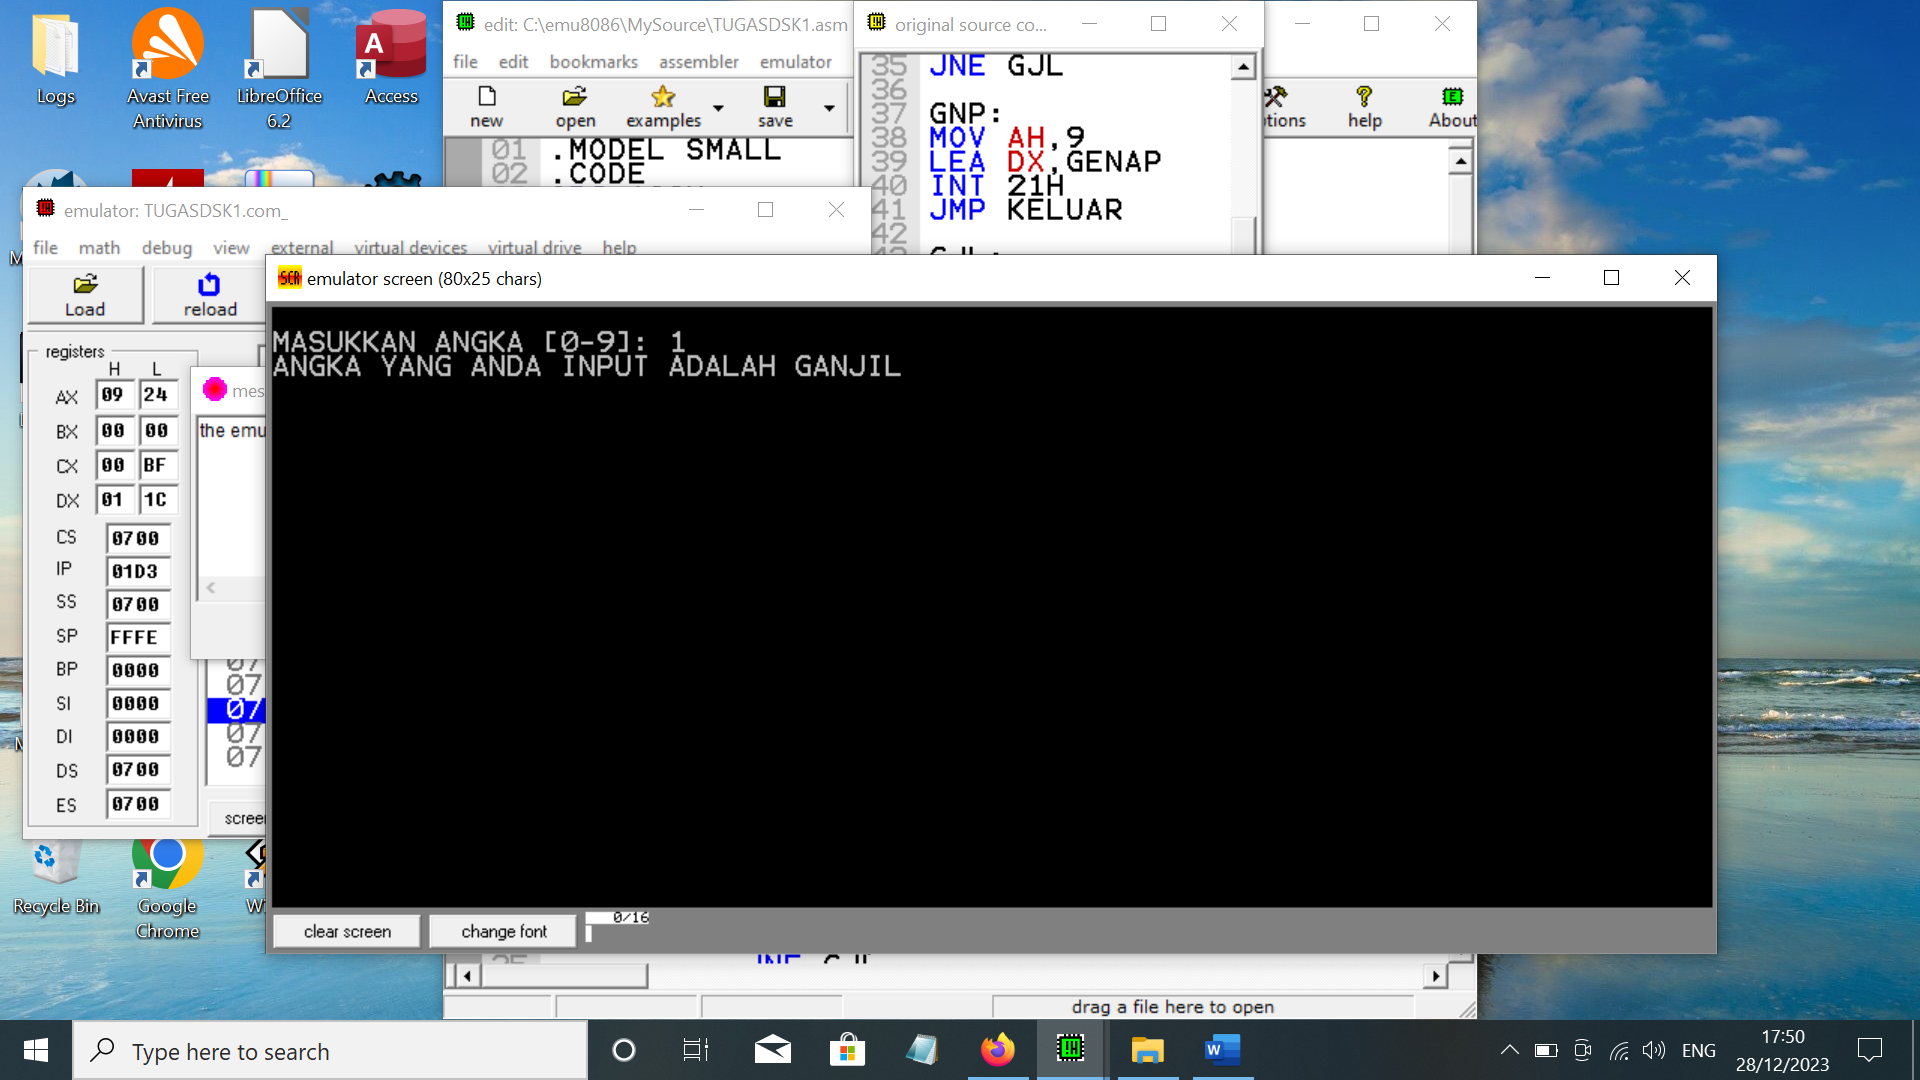 Logs
Avast Free
Antivirus
LibreOffice
6.2
Access
edit: C:\emu8086\MySource\TUGASDSK1.asm
file edit bookmarks assembler emulator
new open examples save
help About
01 .MODEL SMALL
02 .CODE
original source co...
35 JNE GJL
36
37 GNP:
38 MOV AH,9
39 LEA DX,GENAP
40 INT 21H
41 JMP KELUAR
42
emulator: TUGASDSK1.com_
file math debug view external virtual devices virtual drive help
Load reload
registers
H L
AX 09 24
BX 00 00
CX 00 BF
DX 01 1C
CS 0700
IP 01D3
SS 0700
SP FFFE
BP 0000
SI 0000
DI 0000
DS 0700
ES 0700
mes
the emu
07
07
07
07
07
SCR emulator screen (80x25 chars)
MASUKKAN ANGKA [0-9]: 1
ANGKA YANG ANDA INPUT ADALAH GANJIL
clear screen change font 0/16
drag a file here to open
Recycle Bin
Google
Chrome
Type here to search
ENG
17:50
28/12/2023